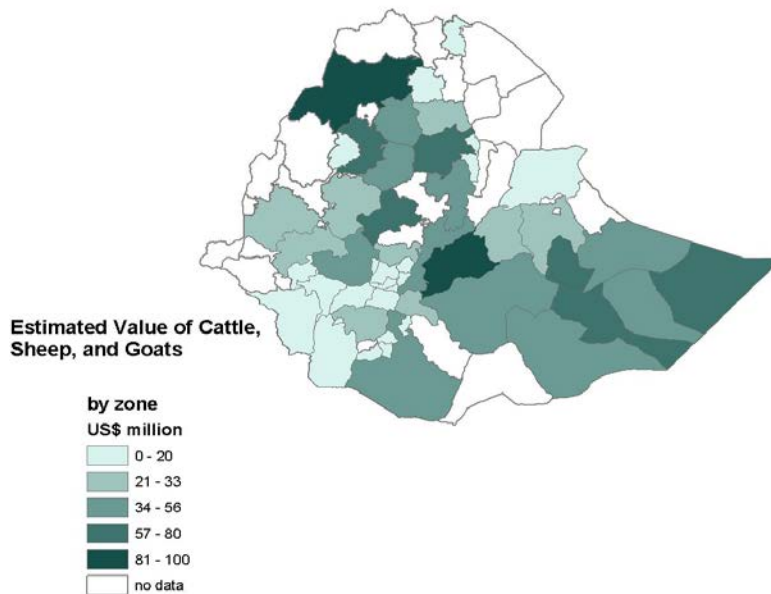 Estimated Value of Cattle,
Sheep, and Goats
by zone
US$ million
0 - 20
21 - 33
34 - 56
57 - 80
81 - 100
no data